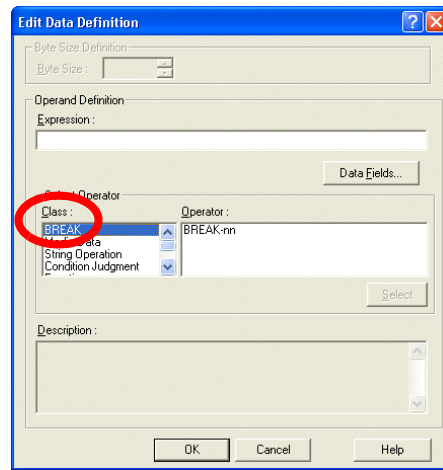 Edit Data Definition
Byte Size Definition
Byte Size :
Operand Definition
Expression :
Data Fields...
Operator
Class :
Operator :
BREAK
BREAK-nn
Data
String Operation
Condition Judgment
Select
Description :
OK
Cancel
Help